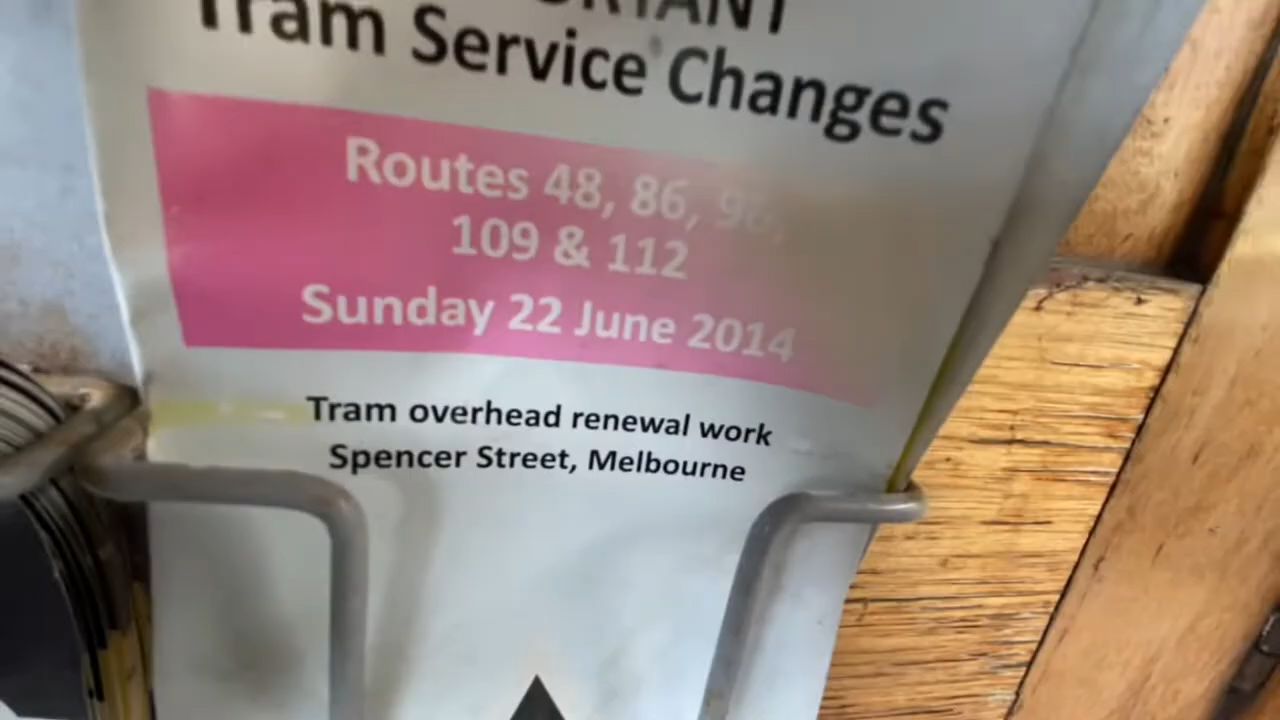 Tram Service Changes
Routes 48, 86,
109 & 112
Sunday 22 June 2014
Tram overhead renewal work
Spencer Street, Melbourne